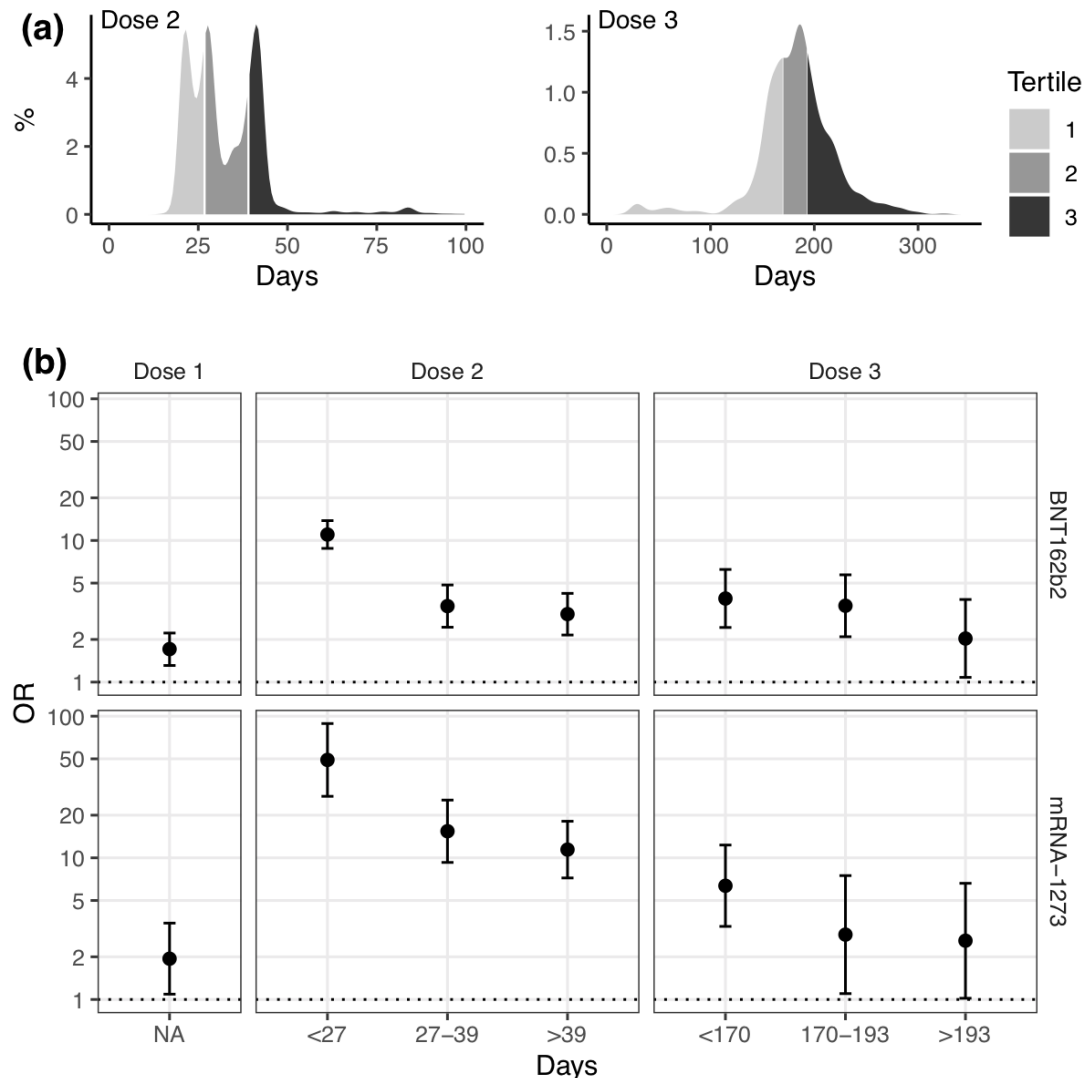 (a)
Dose 2
%
4
2
0
0 25 50 75 100
Days
Dose 3
1.5
1.0
0.5
0.0
0 100 200 300
Days
Tertile
1
2
3
(b)
Dose 1 Dose 2 Dose 3
OR
100
50
20
10
5
2
1
BNT162b2
100
50
20
10
5
2
1
mRNA−1273
NA <27 27−39 >39 <170 170−193 >193
Days